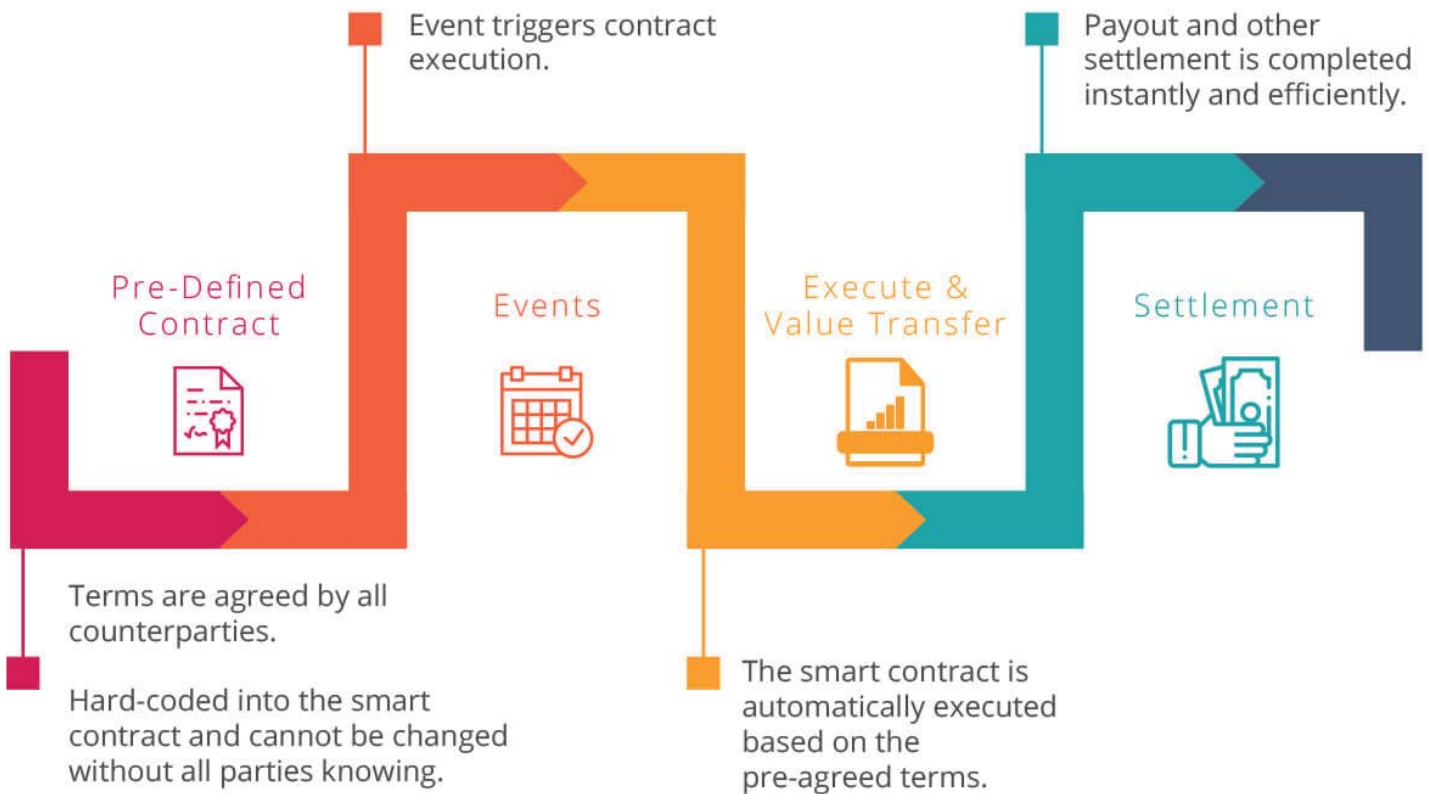 Event triggers contract
execution.
Payout and other
settlement is completed
instantly and efficiently.
Pre-Defined
Contract
Events
Execute &
Value Transfer
Settlement
Terms are agreed by all
counterparties.
Hard-coded into the smart
contract and cannot be changed
without all parties knowing.
The smart contract is
automatically executed
based on the
pre-agreed terms.